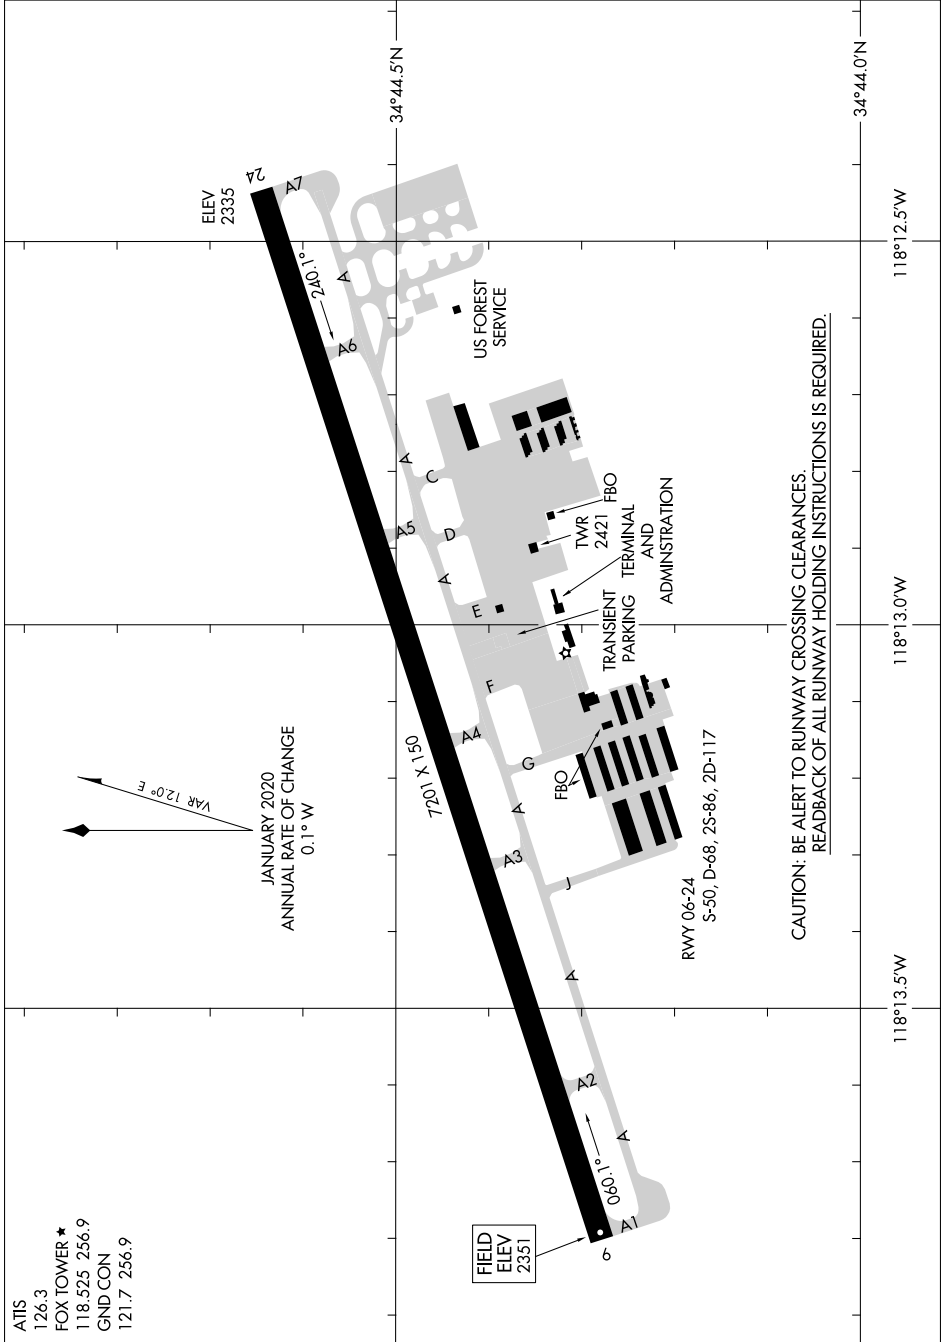 ATIS
126.3
FOX TOWER ★
118.525 256.9
GND CON
121.7 256.9
JANUARY 2020
ANNUAL RATE OF CHANGE
0.1° W
VAR 12.0° E
ELEV
2335
24
A7
240.1°
A
A6
US FOREST
SERVICE
A
C
A5
D
A
E
7201 X 150
F
A4
G
A
A3
J
A
A2
A
060.1°
A1
6
FIELD
ELEV
2351
TWR
2421
FBO
TERMINAL
AND
ADMINSTRATION
TRANSIENT
PARKING
FBO
RWY 06-24
S-50, D-68, 2S-86, 2D-117
CAUTION: BE ALERT TO RUNWAY CROSSING CLEARANCES.
READBACK OF ALL RUNWAY HOLDING INSTRUCTIONS IS REQUIRED.
34°44.5'N
34°44.0'N
118°13.5'W
118°13.0'W
118°12.5'W